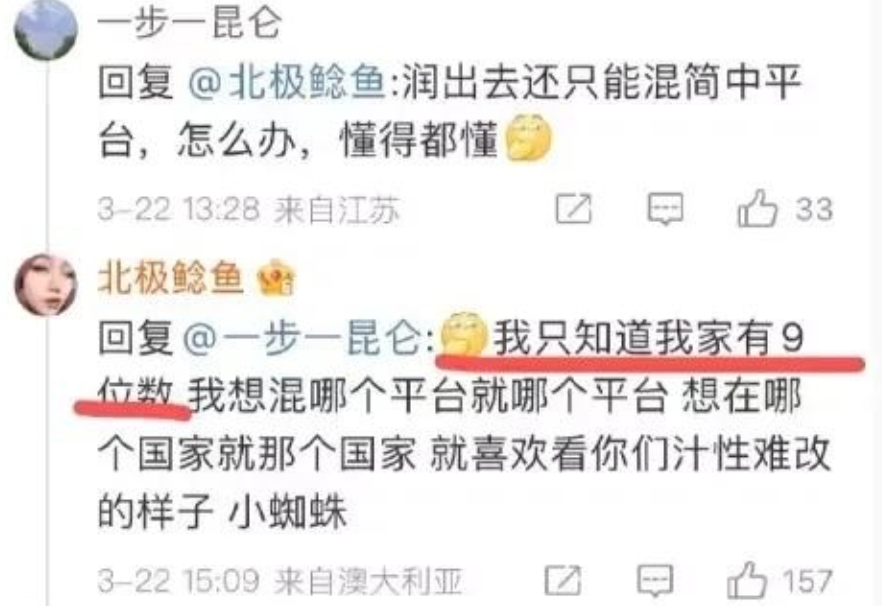 一步一昆仑
回复 @北极鲶鱼:润出去还只能混简中平
台，怎么办，懂得都懂🤔
3-22 13:28 来自江苏 33
北极鲶鱼
回复 @一步一昆仑:🤔我只知道我家有9
位数 我想混哪个平台就哪个平台 想在哪
个国家就那个国家 就喜欢看你们汁性难改
的样子 小蜘蛛
3-22 15:09 来自澳大利亚 157